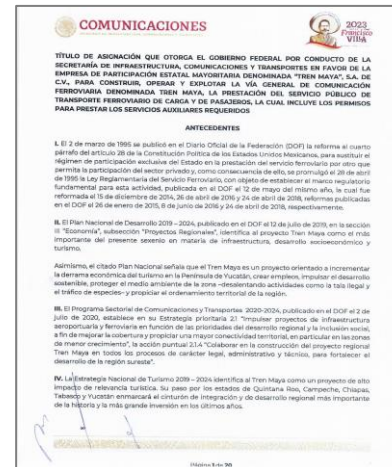 COMUNICACIONES
2023
Francisco
VILLA
TÍTULO DE ASIGNACIÓN QUE OTORGA EL GOBIERNO FEDERAL POR CONDUCTO DE LA
SECRETARÍA DE INFRAESTRUCTURA, COMUNICACIONES Y TRANSPORTES EN FAVOR DE LA
EMPRESA DE PARTICIPACIÓN ESTATAL MAYORITARIA DENOMINADA "TREN MAYA", S.A. DE
C.V., PARA CONSTRUIR, OPERAR Y EXPLOTAR LA VÍA GENERAL DE COMUNICACIÓN
FERROVIARIA DENOMINADA TREN MAYA, LA PRESTACIÓN DEL SERVICIO PÚBLICO DE
TRANSPORTE FERROVIARIO DE CARGA Y DE PASAJEROS, LA CUAL INCLUYE LOS PERMISOS
PARA PRESTAR LOS SERVICIOS AUXILIARES REQUERIDOS
ANTECEDENTES
I. El 2 de marzo de 1995 se publicó en el Diario Oficial de la Federación (DOF) la reforma al cuarto
párrafo del artículo 28 de la Constitución Política de los Estados Unidos Mexicanos, para sustituir el
régimen de participación exclusiva del Estado en la prestación del servicio ferroviario por otro que
permita la participación del sector privado y, como consecuencia de ello, se promulgó el 28 de abril
de 1995 la Ley Reglamentaria del Servicio Ferroviario, con objeto de establecer el marco regulatorio
fundamental para esta actividad, publicada en el DOF el 12 de mayo del mismo año, la cual fue
reformada el 15 de diciembre de 2014, 26 de abril de 2016 y 24 de abril de 2018, reformas publicadas
en el DOF el 26 de enero de 2015, 8 de junio de 2016 y 24 de abril de 2018, respectivamente.
II. El Plan Nacional de Desarrollo 2019 – 2024, publicado en el DOF el 12 de julio de 2019, en su sección
III "Economía", subsección "Proyectos Regionales", identifica al proyecto Tren Maya como el más
importante del presente sexenio en materia de infraestructura, desarrollo socioeconómico y
turismo.
Asimismo, el citado Plan Nacional señala que el Tren Maya es un proyecto orientado a incrementar
la derrama económica del turismo en la Península de Yucatán, crear empleos, impulsar el desarrollo
sostenible, proteger el medio ambiente de la zona –desalentando actividades como la tala ilegal y
el tráfico de especies– y propiciar el ordenamiento territorial de la región.
III. El Programa Sectorial de Comunicaciones y Transportes 2020-2024, publicado en el DOF el 2 de
julio de 2020, establece en su Estrategia prioritaria 2.1 "Impulsar proyectos de infraestructura
aeroportuaria y ferroviaria en función de las prioridades del desarrollo regional y la inclusión social,
a fin de mejorar la cobertura y propiciar una mayor conectividad territorial, en particular en las zonas
de menor crecimiento", la acción puntual 2.1.4 "Colaborar en la construcción del proyecto regional
Tren Maya en todos los procesos de carácter legal, administrativo y técnico, para fortalecer el
desarrollo de la región sureste".
IV. La Estrategia Nacional de Turismo 2019 – 2024 identifica al Tren Maya como un proyecto de alto
impacto de relevancia turística. Su paso por los estados de Quintana Roo, Campeche, Chiapas,
Tabasco y Yucatán enmarcará el cinturón de integración y de desarrollo regional más importante
de la historia y la más grande inversión en los últimos años.
Página 1 de 20